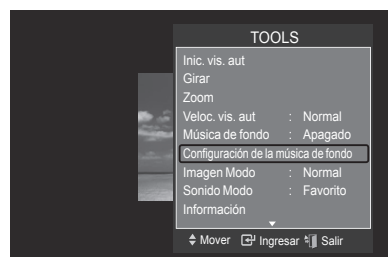 TOOLS
Inic. vis. aut
Girar
Zoom
Veloc. vis. aut : Normal
Música de fondo : Apagado
Configuración de la música de fondo
Imagen Modo : Normal
Sonido Modo : Favorito
Información
Mover Ingresar Salir